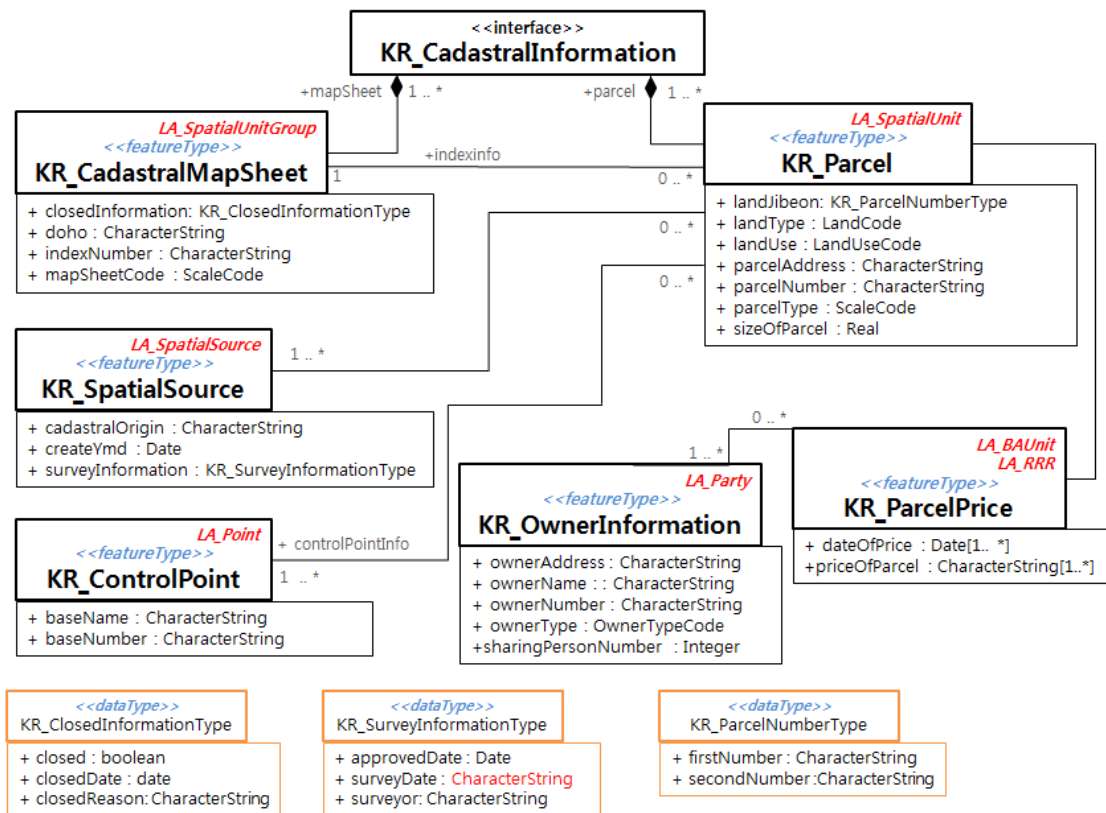 <<interface>>
KR_CadastralInformation
+mapSheet
1 .. *
+parcel
1 .. *
LA_SpatialUnitGroup
<<featureType>>
KR_CadastralMapSheet
+ closedInformation: KR_ClosedInformationType
+ doho : CharacterString
+ indexNumber : CharacterString
+ mapSheetCode : ScaleCode
+indexinfo
1
0 .. *
LA_SpatialUnit
<<featureType>>
KR_Parcel
+ landJibeon: KR_ParcelNumberType
+ landType : LandCode
+ landUse : LandUseCode
+ parcelAddress : CharacterString
+ parcelNumber : CharacterString
+ parcelType : ScaleCode
+ sizeOfParcel : Real
0 .. *
0 .. *
LA_SpatialSource
<<featureType>>
KR_SpatialSource
+ cadastralOrigin : CharacterString
+ createYmd : Date
+ surveyInformation : KR_SurveyInformationType
1 .. *
LA_Point
<<featureType>>
KR_ControlPoint
+ baseName : CharacterString
+ baseNumber : CharacterString
+ controlPointInfo
1 .. *
LA_Party
<<featureType>>
KR_OwnerInformation
+ ownerAddress : CharacterString
+ ownerName : : CharacterString
+ ownerNumber : CharacterString
+ ownerType : OwnerTypeCode
+sharingPersonNumber : Integer
1 .. *
0 .. *
LA_BAUnit
LA_RRR
<<featureType>>
KR_ParcelPrice
+ dateOfPrice : Date[1.. *]
+priceOfParcel : CharacterString[1..*]
<<dataType>>
KR_ClosedInformationType
+ closed : boolean
+ closedDate : date
+ closedReason: CharacterString
<<dataType>>
KR_SurveyInformationType
+ approvedDate : Date
+ surveyDate : CharacterString
+ surveyor: CharacterString
<<dataType>>
KR_ParcelNumberType
+ firstNumber : CharacterString
+ secondNumber :CharacterString